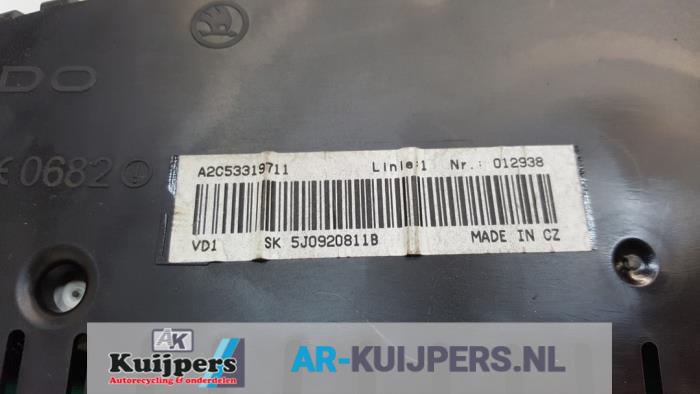 DO
0682
A2C53319711 Linie:1 Nr.: 012938
VD1 SK 5J0920811B MADE IN CZ
AK
Kuijpers
Autorecycling & onderdelen
AR-KUIJPERS.NL